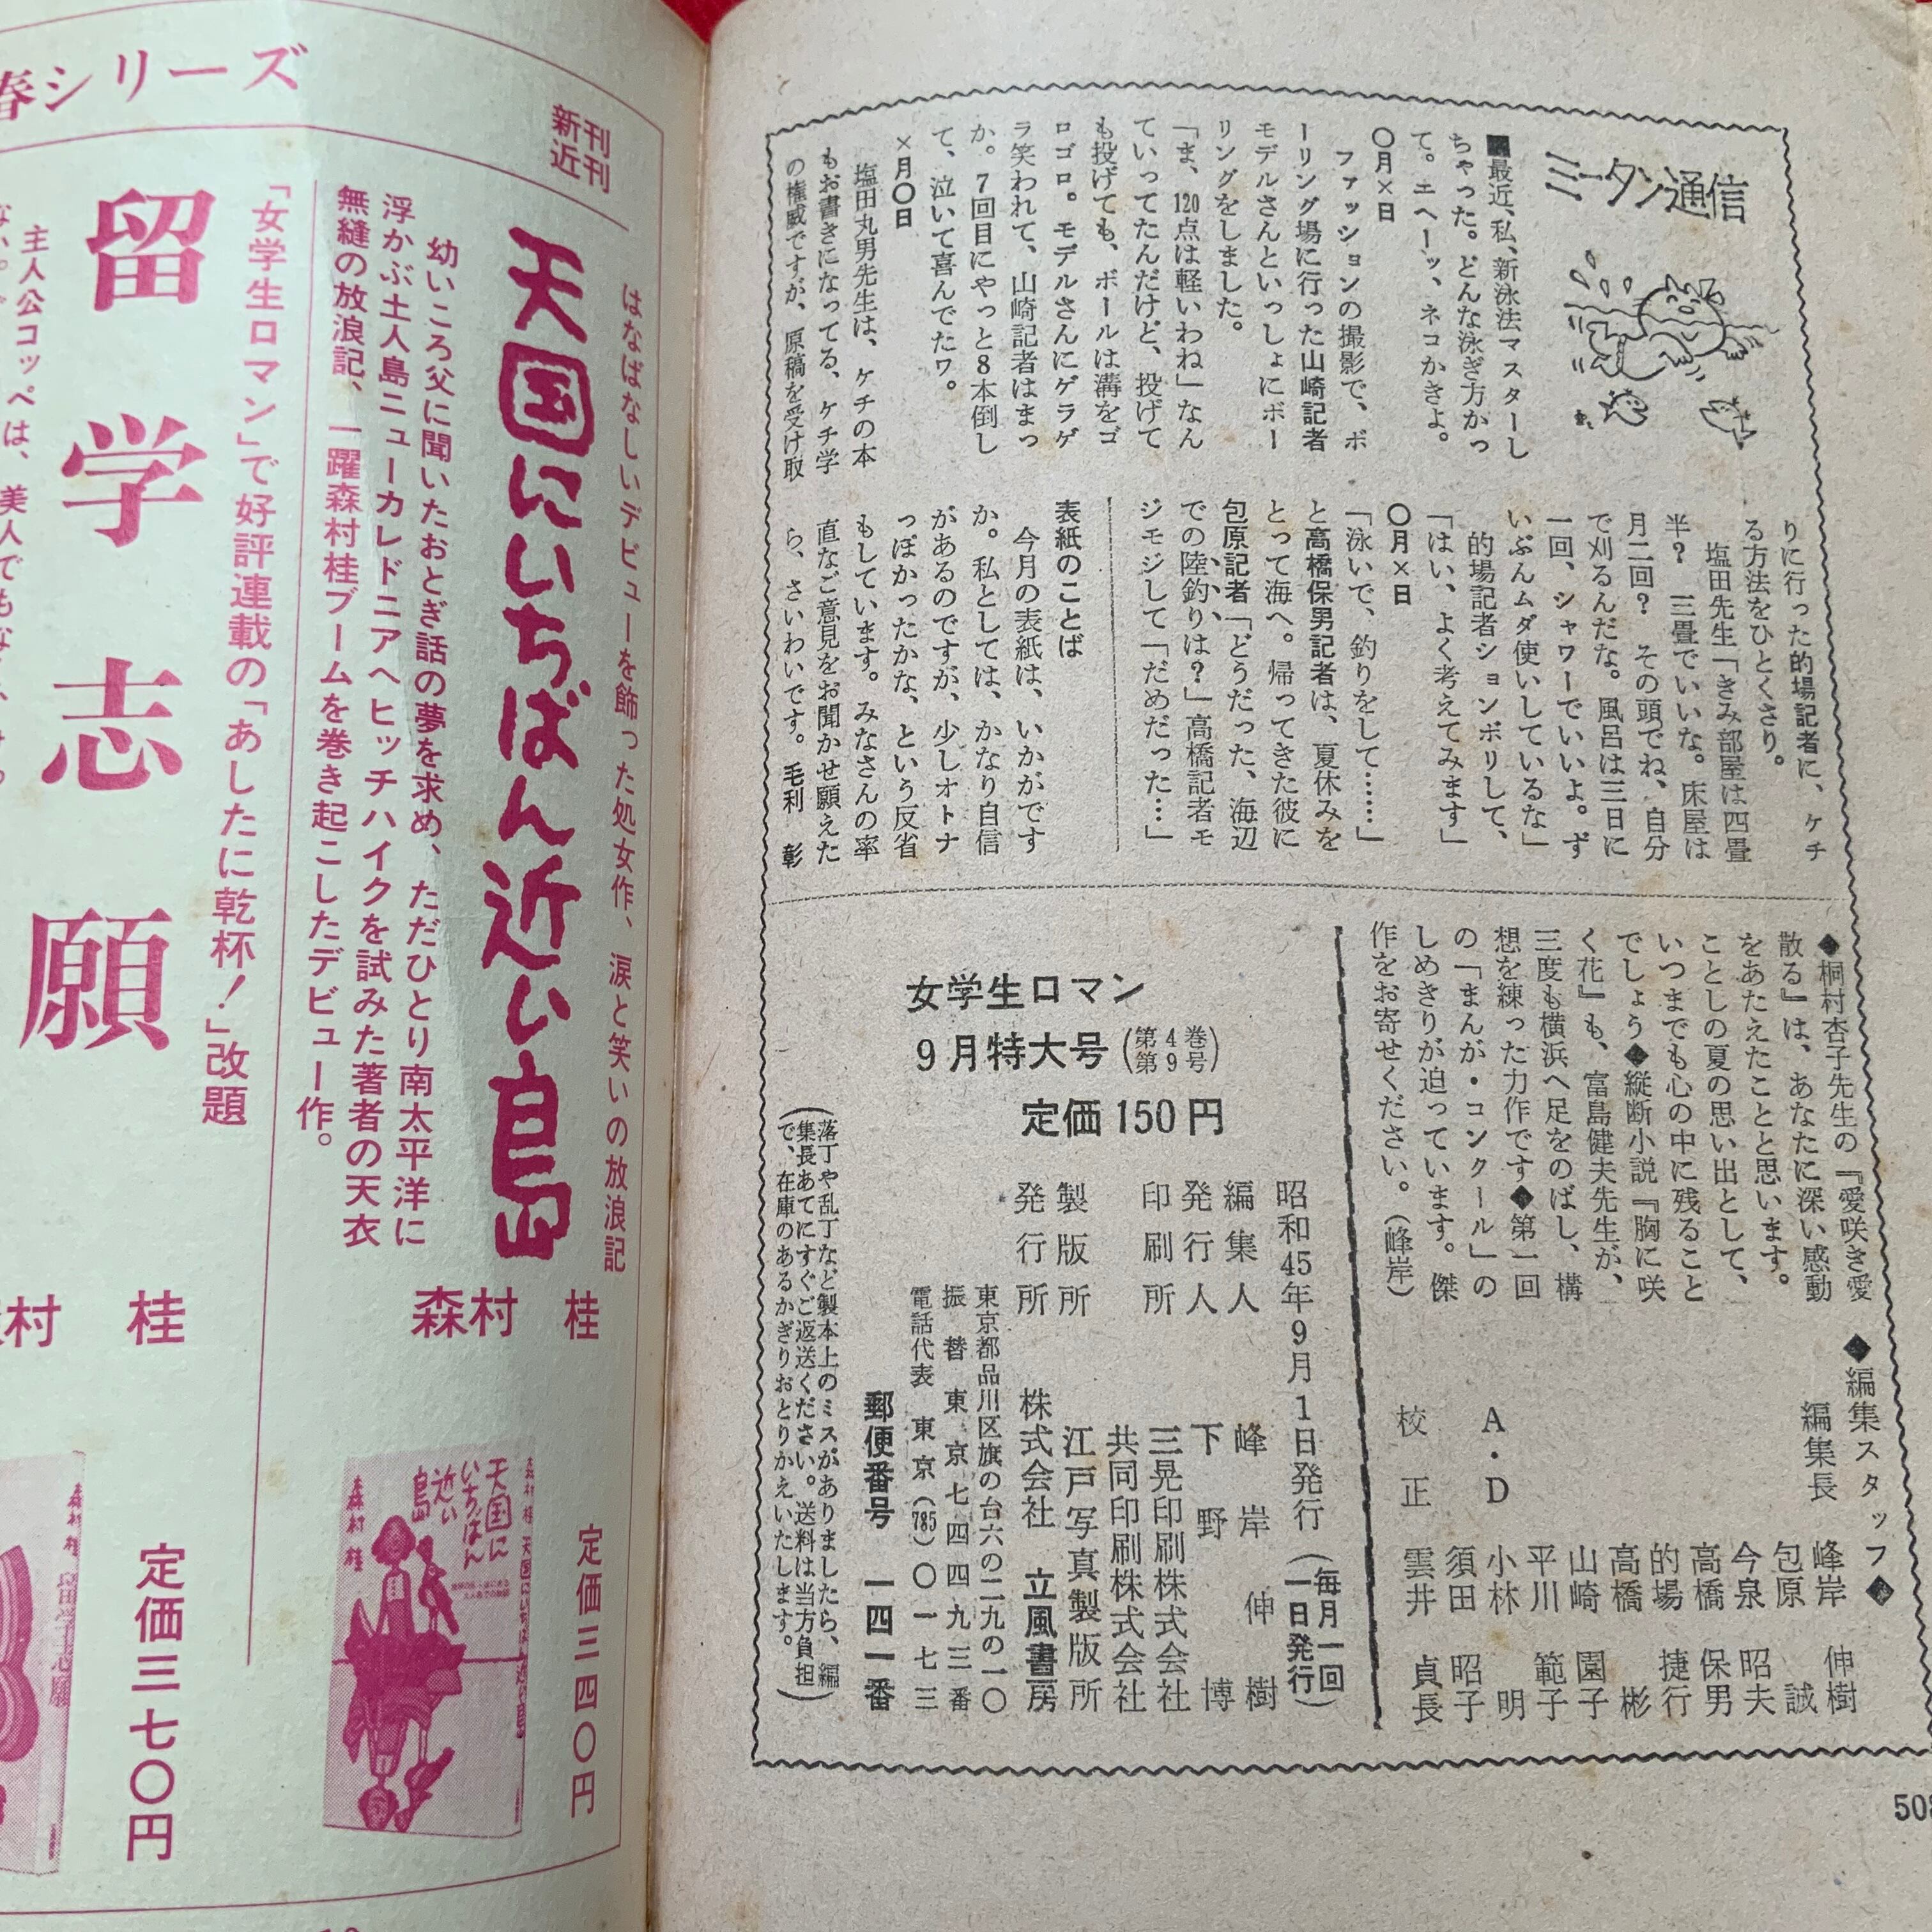 ミータン通信
■最近、私、新泳法マスターし
ちゃった。どんな泳ぎ方かっ
て。エヘーッ、ネコかきよ。
〇月×日
ファッションの撮影で、ボ
ーリング場に行った山崎記者
モデルさんといっしょにボー
リングをしました。
「ま、120点は軽いわね」なん
ていってたんだけど、投げて
も投げても、ボールは溝をゴ
ロゴロ。モデルさんにゲラゲ
ラ笑われて、山崎記者はまっ
か。7回目にやっと8本倒し
て、泣いて喜んでたワ。
×月〇日
塩田丸男先生は、ケチの本
もお書きになってる、ケチ学
の権威ですが、原稿を受け取
りに行った的場記者に、ケチ
る方法をひとくさり。
塩田先生「きみ部屋は四畳
半？ 三畳でいいな。床屋は
月二回？ その頭でね、自分
で刈るんだな。風呂は三日に
一回、シャワーでいいよ。ず
いぶんムダ使いしているな」
的場記者ションボリして、
「はい、よく考えてみます」
〇月×日
「泳いで、釣りをして……」
と高橋保男記者は、夏休みを
とって海へ。帰ってきた彼に
包原記者「どうだった、海辺
での陸釣りは？」高橋記者モ
ジモジして「だめだった…」
表紙のことば
今月の表紙は、いかがです
か。私としては、かなり自信
があるのですが、少しオトナ
っぽかったかな、という反省
もしています。みなさんの率
直なご意見をお聞かせ願えた
ら、さいわいです。 毛利 彰
◆桐村杏子先生の『愛咲き愛
散る』は、あなたに深い感動
をあたえたことと思います。
ことしの夏の思い出として、
いつまでも心の中に残ること
でしょう◆縦断小説『胸に咲
く花』も、富島健夫先生が、
三度も横浜へ足をのばし、構
想を練った力作です◆第一回
の「まんが・コンクール」の
しめきりが迫っています。傑
作をお寄せください。(峰岸)
◆編集スタッフ◆
編集長 峰岸 伸樹
包原 誠
今泉 昭夫
高橋 保男
的場 捷行
高橋 彬
山崎 園子
平川 範子
A・D 小林 明
須田 昭子
校正 雲井 貞長
女学生ロマン
9月特大号(第4巻第9号)
定価150円
昭和45年9月1日発行(毎月一回一日発行)
編集人 峰岸伸樹
発行人 下野博
印刷所 三晃印刷株式会社
共同印刷株式会社
製版所 江戸写真製版所
発行所 株式会社 立風書房
東京都品川区旗の台六の二九の一〇
振替 東京七四四九三番
電話代表 東京(785)〇一七三
郵便番号 一四一番
(落丁や乱丁など製本上のミスがありましたら、編
集長あてにすぐご返送ください。送料は当方負担
で、在庫のあるかぎりおとりかえいたします。)
508
春シリーズ
新刊
近刊
はなばなしいデビューを飾った処女作、涙と笑いの放浪記
天国にいちばん近い島
森村 桂
定価三四〇円
幼いころ父に聞いたおとぎ話の夢を求め、ただひとり南太平洋に
浮かぶ土人島ニューカレドニアへヒッチハイクを試みた著者の天衣
無縫の放浪記、一躍森村桂ブームを巻き起こしたデビュー作。
天国に
いちばん
近い
島
森村 桂
「女学生ロマン」で好評連載の「あしたに乾杯！」改題
留学志願
村 桂
定価三七〇円
主人公コッペは、美人でもな